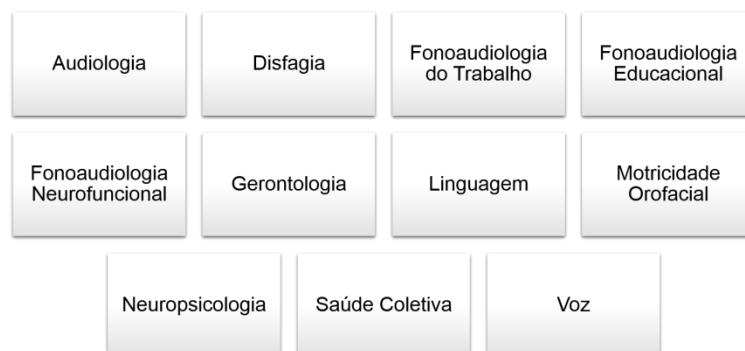 Audiologia
Disfagia
Fonoaudiologia
do Trabalho
Fonoaudiologia
Educacional
Fonoaudiologia
Neurofuncional
Gerontologia
Linguagem
Motricidade
Orofacial
Neuropsicologia
Saúde Coletiva
Voz